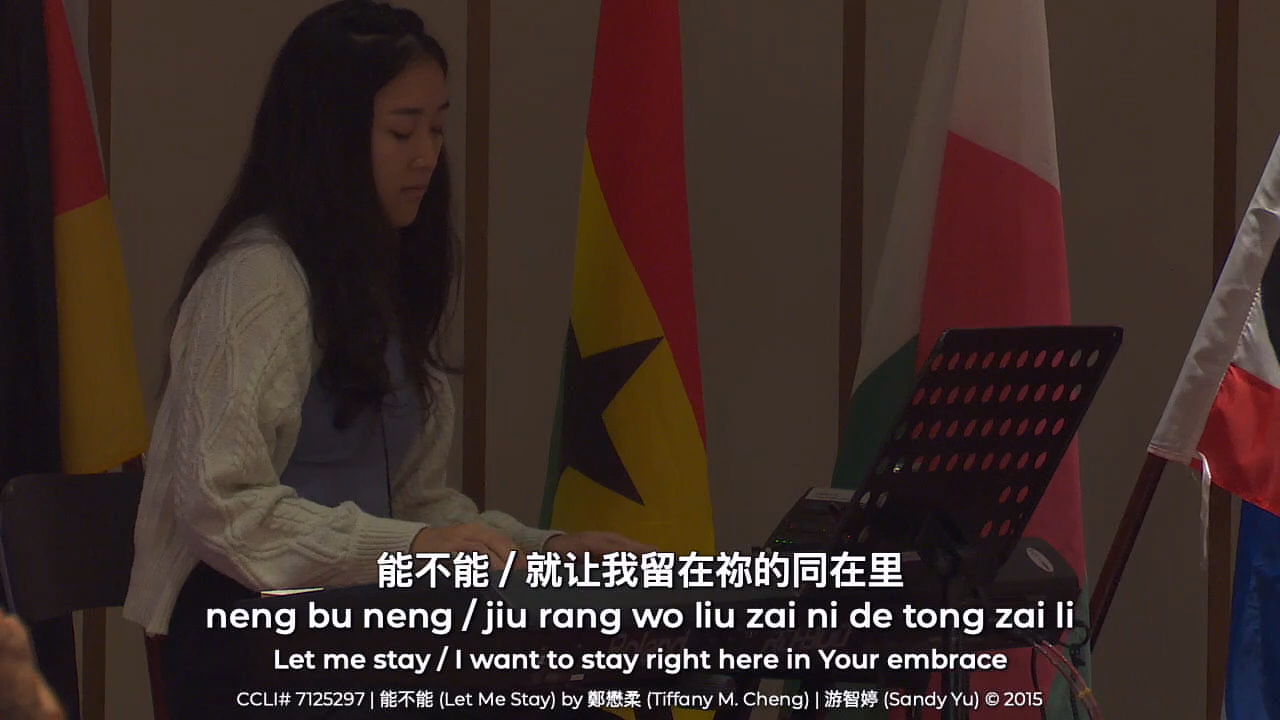 Roland
能不能 / 就让我留在祢的同在里
neng bu neng / jiu rang wo liu zai ni de tong zai li
Let me stay / I want to stay right here in Your embrace
CCLI# 7125297 | 能不能 (Let Me Stay) by 鄭懋柔 (Tiffany M. Cheng) | 游智婷 (Sandy Yu) © 2015